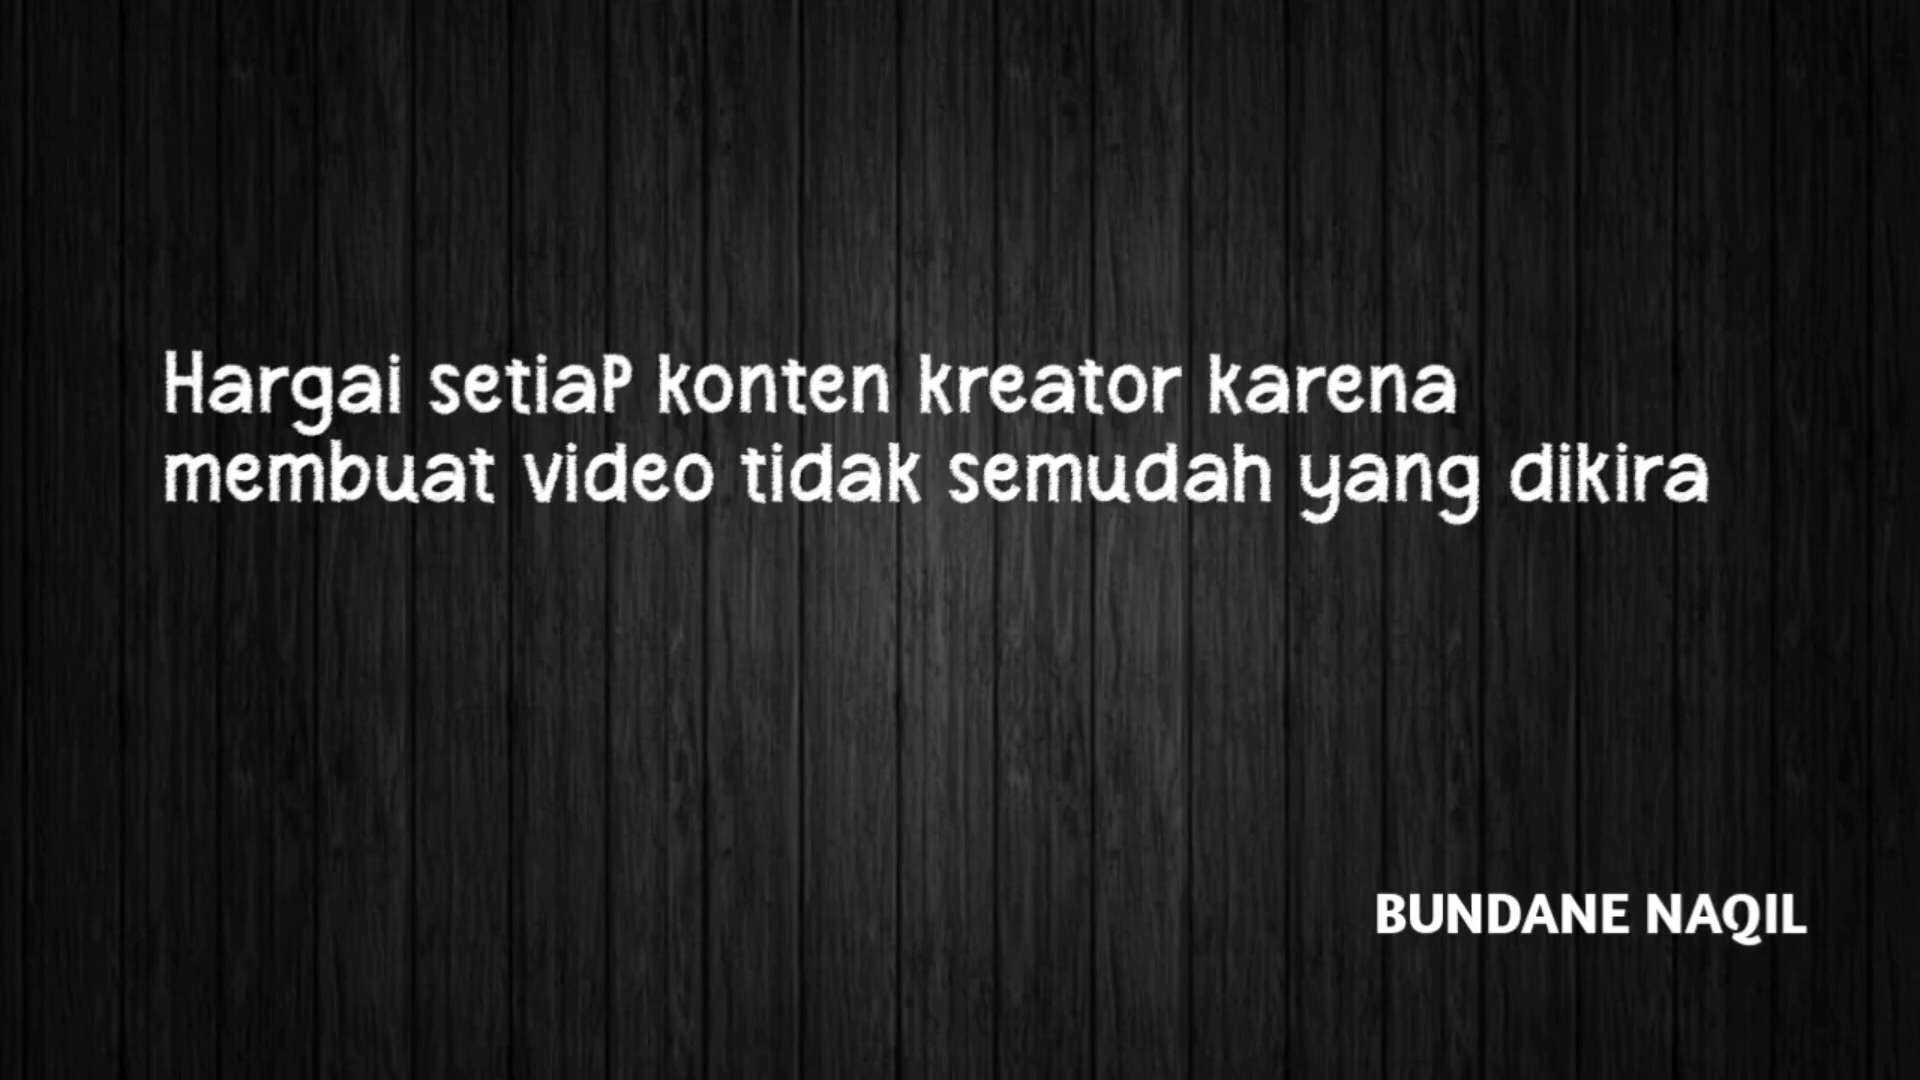 Hargai setiaP konten kreator karena
membuat video tidak semudah yang dikira
BUNDANE NAQIL